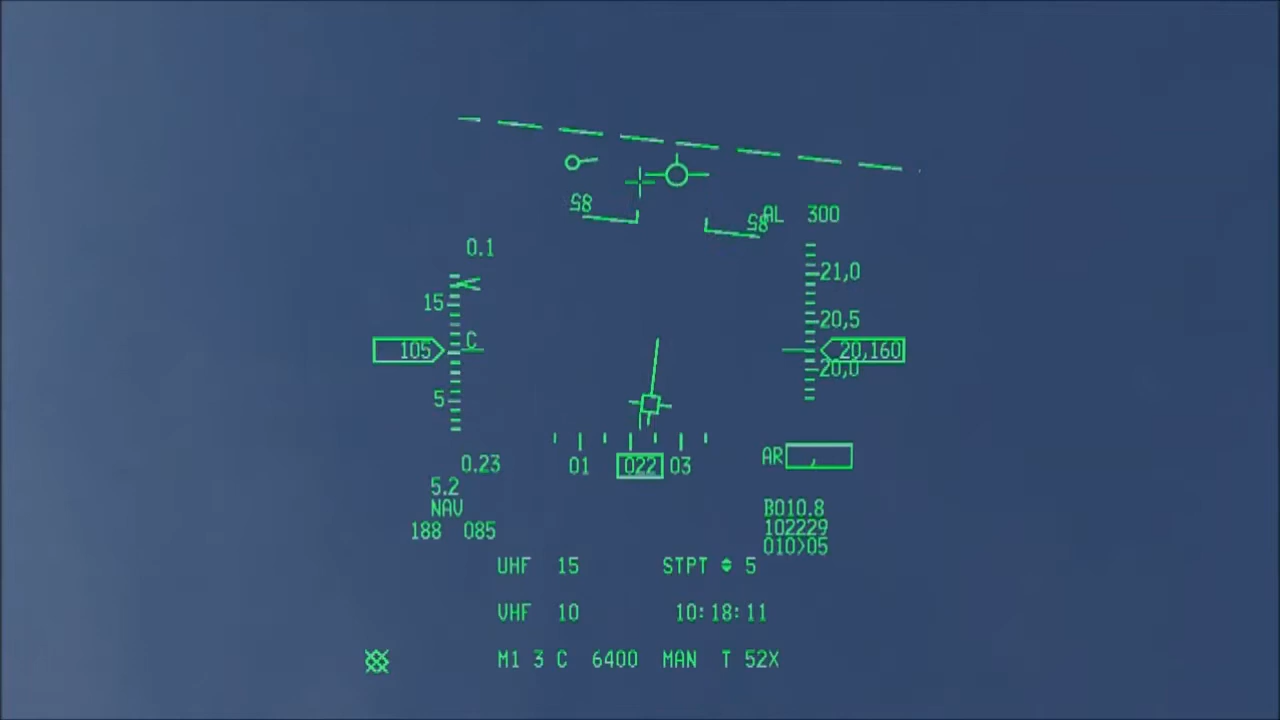 58 58
AL 300
0.1
21,0
15
20,5
C
105 20,160
20,0
5
AR ,
0.23 01 022 03
5.2
NAV B010.8
188 085 102229
010>05
UHF 15 STPT ♦ 5
VHF 10 10:18:11
M1 3 C 6400 MAN T 52X